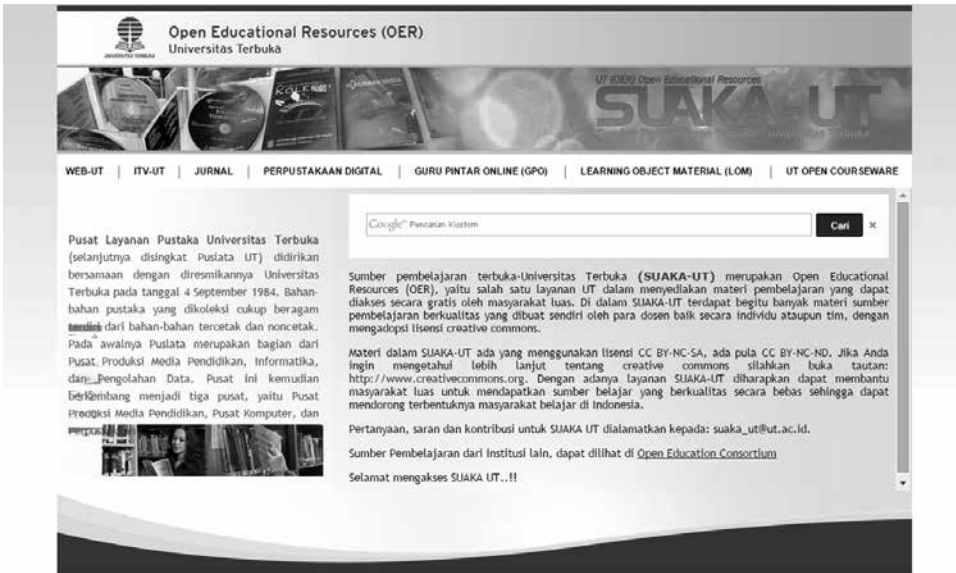 UNIVERSITAS TERBUKA
Open Educational Resources (OER)
Universitas Terbuka
UT (OER) Open Educational Resources
SUAKA-UT
universitas terbuka
WEB-UT | ITV-UT | JURNAL | PERPUSTAKAAN DIGITAL | GURU PINTAR ONLINE (GPO) | LEARNING OBJECT MATERIAL (LOM) | UT OPEN COURSEWARE
Pusat Layanan Pustaka Universitas Terbuka
(selanjutnya disingkat Puslata UT) didirikan
bersamaan dengan diresmikannya Universitas
Terbuka pada tanggal 4 September 1984. Bahan-
bahan pustaka yang dikoleksi cukup beragam
terdiri dari bahan-bahan tercetak dan noncetak.
Pada awalnya Puslata merupakan bagian dari
Pusat Produksi Media Pendidikan, Informatika,
dan Pengolahan Data. Pusat ini kemudian
berkembang menjadi tiga pusat, yaitu Pusat
Produksi Media Pendidikan, Pusat Komputer, dan
Google™ Pencarian Kustom
Cari ×
Sumber pembelajaran terbuka-Universitas Terbuka (SUAKA-UT) merupakan Open Educational
Resources (OER), yaitu salah satu layanan UT dalam menyediakan materi pembelajaran yang dapat
diakses secara gratis oleh masyarakat luas. Di dalam SUAKA-UT terdapat begitu banyak materi sumber
pembelajaran berkualitas yang dibuat sendiri oleh para dosen baik secara individu ataupun tim, dengan
mengadopsi lisensi creative commons.
Materi dalam SUAKA-UT ada yang menggunakan lisensi CC BY-NC-SA, ada pula CC BY-NC-ND. Jika Anda
ingin mengetahui lebih lanjut tentang creative commons silahkan buka tautan:
http://www.creativecommons.org. Dengan adanya layanan SUAKA-UT diharapkan dapat membantu
masyarakat luas untuk mendapatkan sumber belajar yang berkualitas secara bebas sehingga dapat
mendorong terbentuknya masyarakat belajar di Indonesia.
Pertanyaan, saran dan kontribusi untuk SUAKA UT dialamatkan kepada: suaka_ut@ut.ac.id.
Sumber Pembelajaran dari institusi lain, dapat dilihat di Open Education Consortium
Selamat mengakses SUAKA UT..!!